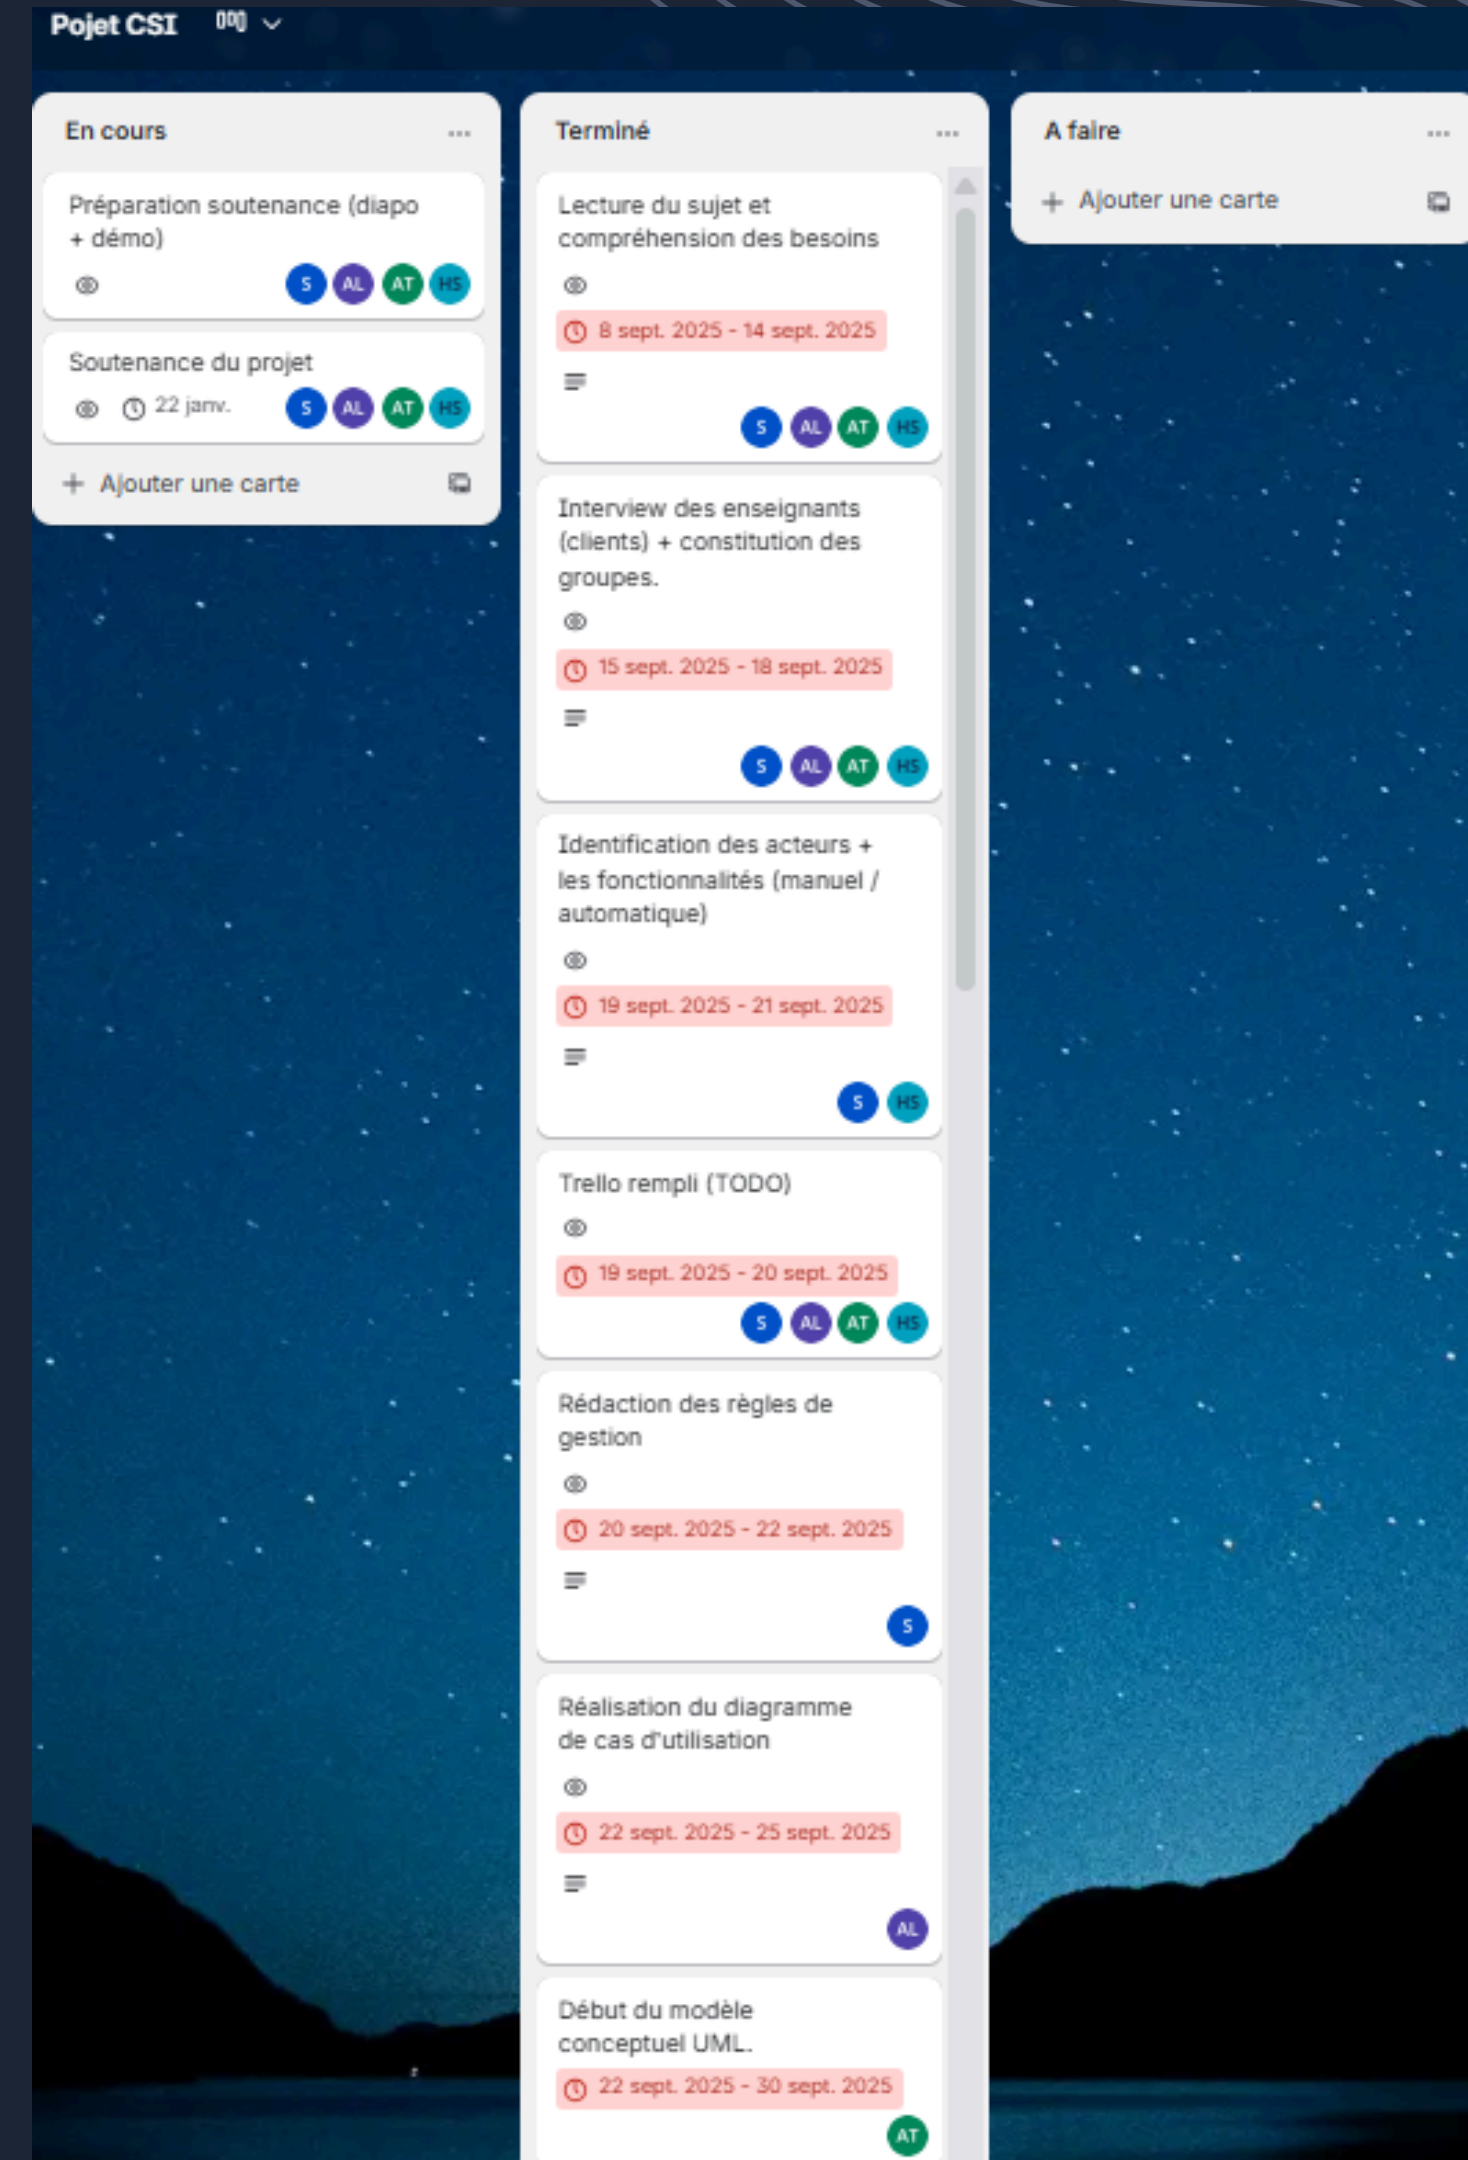 Pojet CSI
En cours
Préparation soutenance (diapo
+ démo)
S AL AT HS
Soutenance du projet
22 janv.
S AL AT HS
+ Ajouter une carte
Terminé
Lecture du sujet et
compréhension des besoins
8 sept. 2025 - 14 sept. 2025
S AL AT HS
Interview des enseignants
(clients) + constitution des
groupes.
15 sept. 2025 - 18 sept. 2025
S AL AT HS
Identification des acteurs +
les fonctionnalités (manuel /
automatique)
19 sept. 2025 - 21 sept. 2025
S HS
Trello rempli (TODO)
19 sept. 2025 - 20 sept. 2025
S AL AT HS
Rédaction des règles de
gestion
20 sept. 2025 - 22 sept. 2025
S
Réalisation du diagramme
de cas d'utilisation
22 sept. 2025 - 25 sept. 2025
AL
Début du modèle
conceptuel UML.
22 sept. 2025 - 30 sept. 2025
AT
A faire
+ Ajouter une carte